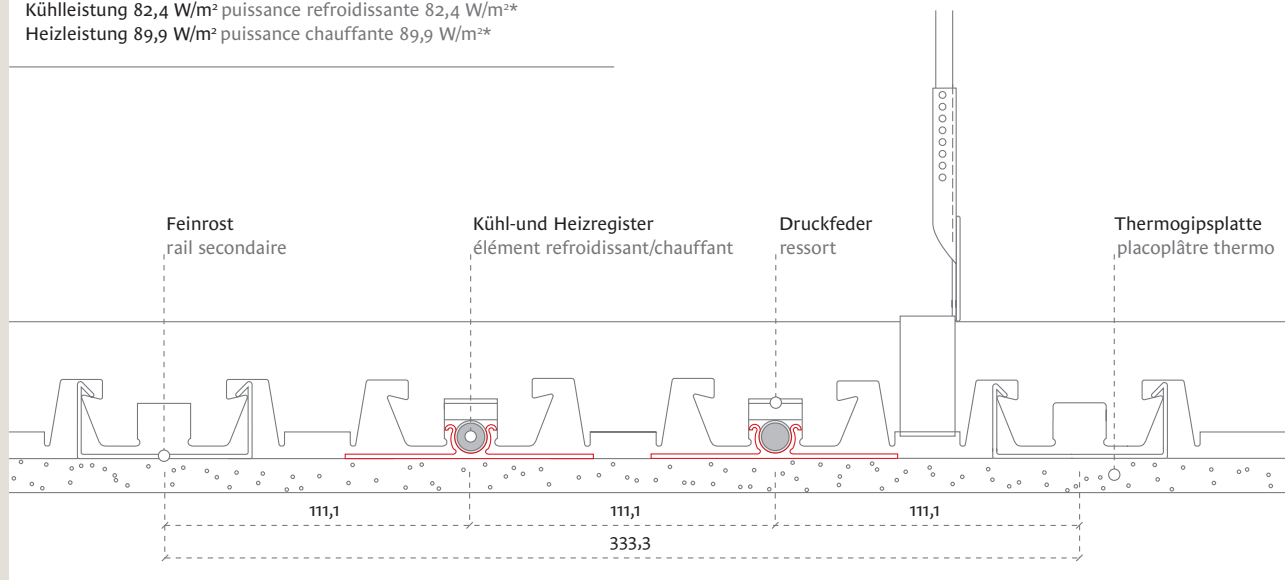 Kühlleistung 82,4 W/m² puissance refroidissante 82,4 W/m²*
Heizleistung 89,9 W/m² puissance chauffante 89,9 W/m²*
Feinrost
rail secondaire
Kühl-und Heizregister
élément refroidissant/chauffant
Druckfeder
ressort
Thermogipsplatte
placoplâtre thermo
111,1
111,1
111,1
333,3